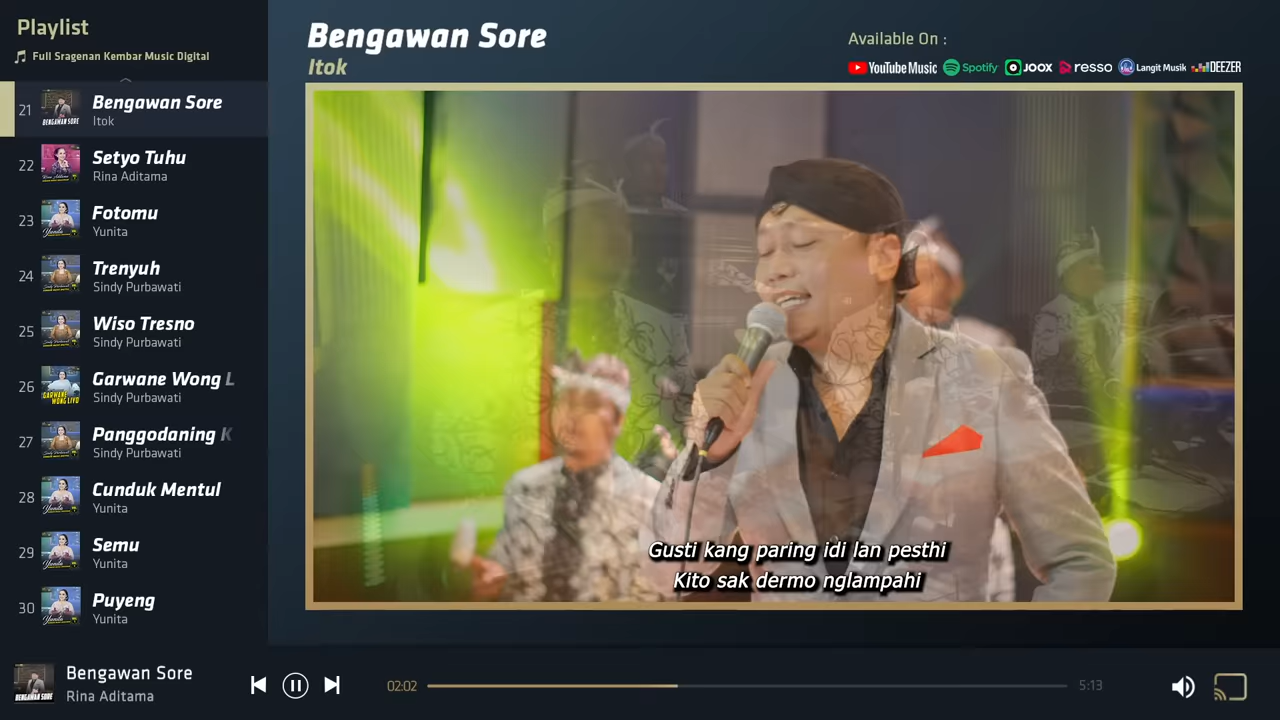 Playlist
Full Sragenan Kembar Music Digital
21
Bengawan Sore
Itok
22
Setyo Tuhu
Rina Aditama
23
Fotomu
Yunita
24
Trenyuh
Sindy Purbawati
25
Wiso Tresno
Sindy Purbawati
26
Garwane Wong L
Sindy Purbawati
27
Panggodaning K
Sindy Purbawati
28
Cunduk Mentul
Yunita
29
Semu
Yunita
30
Puyeng
Yunita
Bengawan Sore
Itok
Available On :
YouTube Music Spotify JOOX resso Langit Musik DEEZER
Gusti kang paring idi lan pesthi
Kito sak dermo nglampahi
Bengawan Sore
Rina Aditama
02:02
5:13